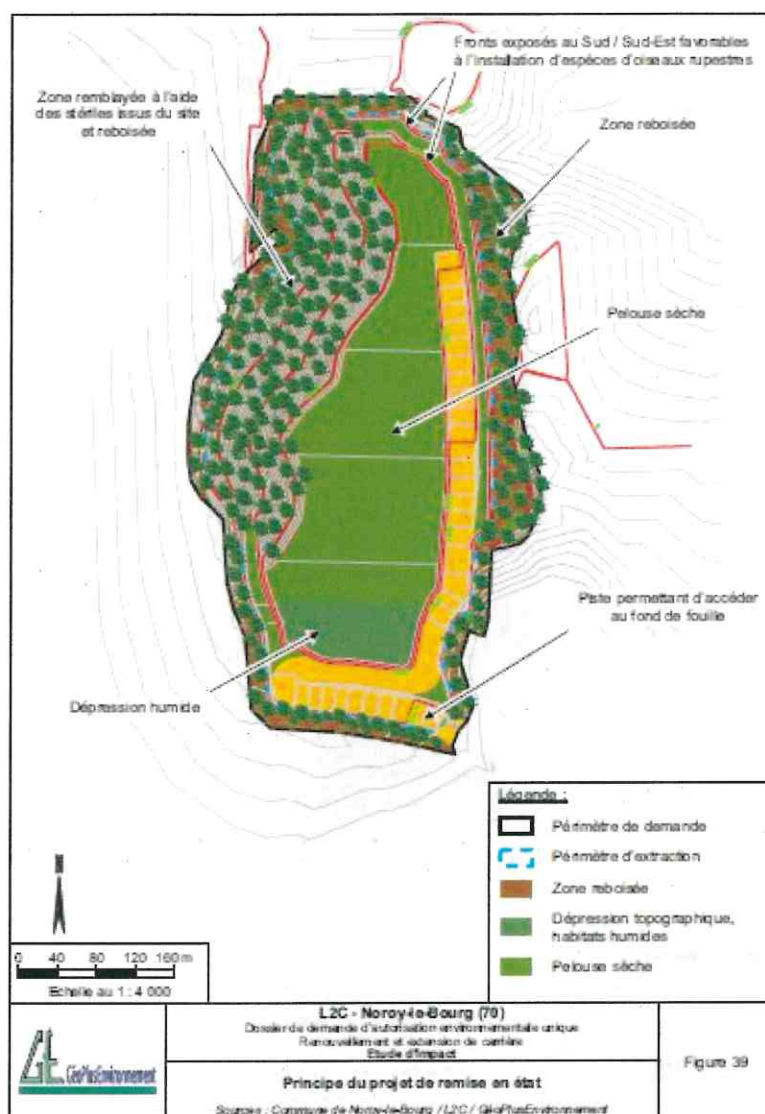 Fronts exposés au Sud / Sud-Est favorables
à l'installation d'espèces d'oiseaux rupestres
Zone remblayée à l'aide
des stériles issus du site
et reboisée
Zone reboisée
Pelouse sèche
Piste permettant d'accéder
au fond de fouille
Dépression humide
Légende :
Périmètre de demande
Périmètre d'extraction
Zone reboisée
Dépression topographique,
habitats humides
Pelouse sèche
N
0 40 80 120 160 m
Echelle au 1 : 4 000
L2C - Noroy-le-Bourg (70)
Dossier de demande d'autorisation environnementale unique
Renouvellement et extension de carrière
Etude d'impact
Figure 39
GéoPlusEnvironnement
Principe du projet de remise en état
Sources : Commune de Noroy-le-Bourg / L2C / GéoPlusEnvironnement